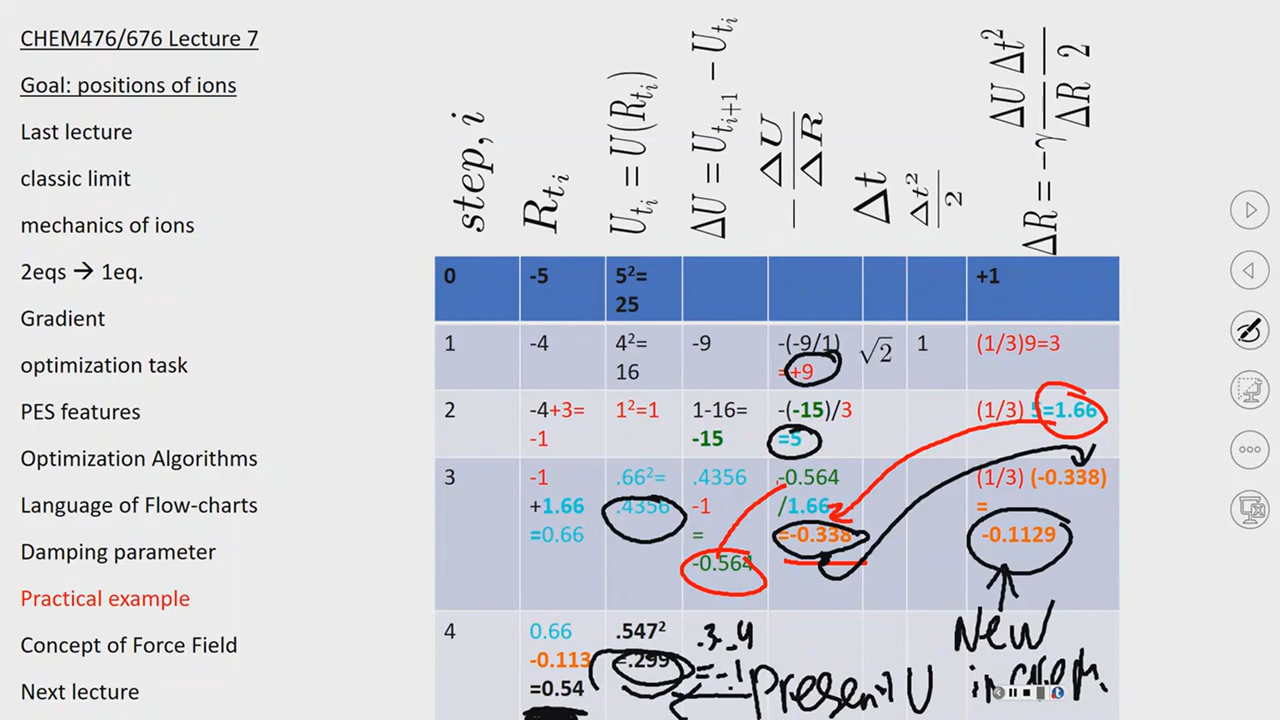 CHEM476/676 Lecture 7
Goal: positions of ions
Last lecture
classic limit
mechanics of ions
2eqs → 1eq.
Gradient
optimization task
PES features
Optimization Algorithms
Language of Flow-charts
Damping parameter
Practical example
Concept of Force Field
Next lecture
step, i
R_{t_i}
U_{t_i} = U(R_{t_i})
ΔU = U_{t_{i+1}} − U_{t_i}
− ΔU/ΔR
Δt
Δt²/2
ΔR = −γ ΔU/ΔR Δt²/2
0
-5
5²=
25
+1
1
-4
4²=
16
-9
-(-9/1)
=+9
√2
1
(1/3)9=3
2
-4+3=
-1
1²=1
1-16=
-15
-(-15)/3
=5
(1/3) 5=1.66
3
-1
+1.66
=0.66
.66²=
.4356
.4356
-1
=
-0.564
-0.564
/1.66
=-0.338
(1/3) (-0.338)
=
-0.1129
4
0.66
-0.113
=0.54
.547²
=.299
.3-.4
=-.1
Present U
New